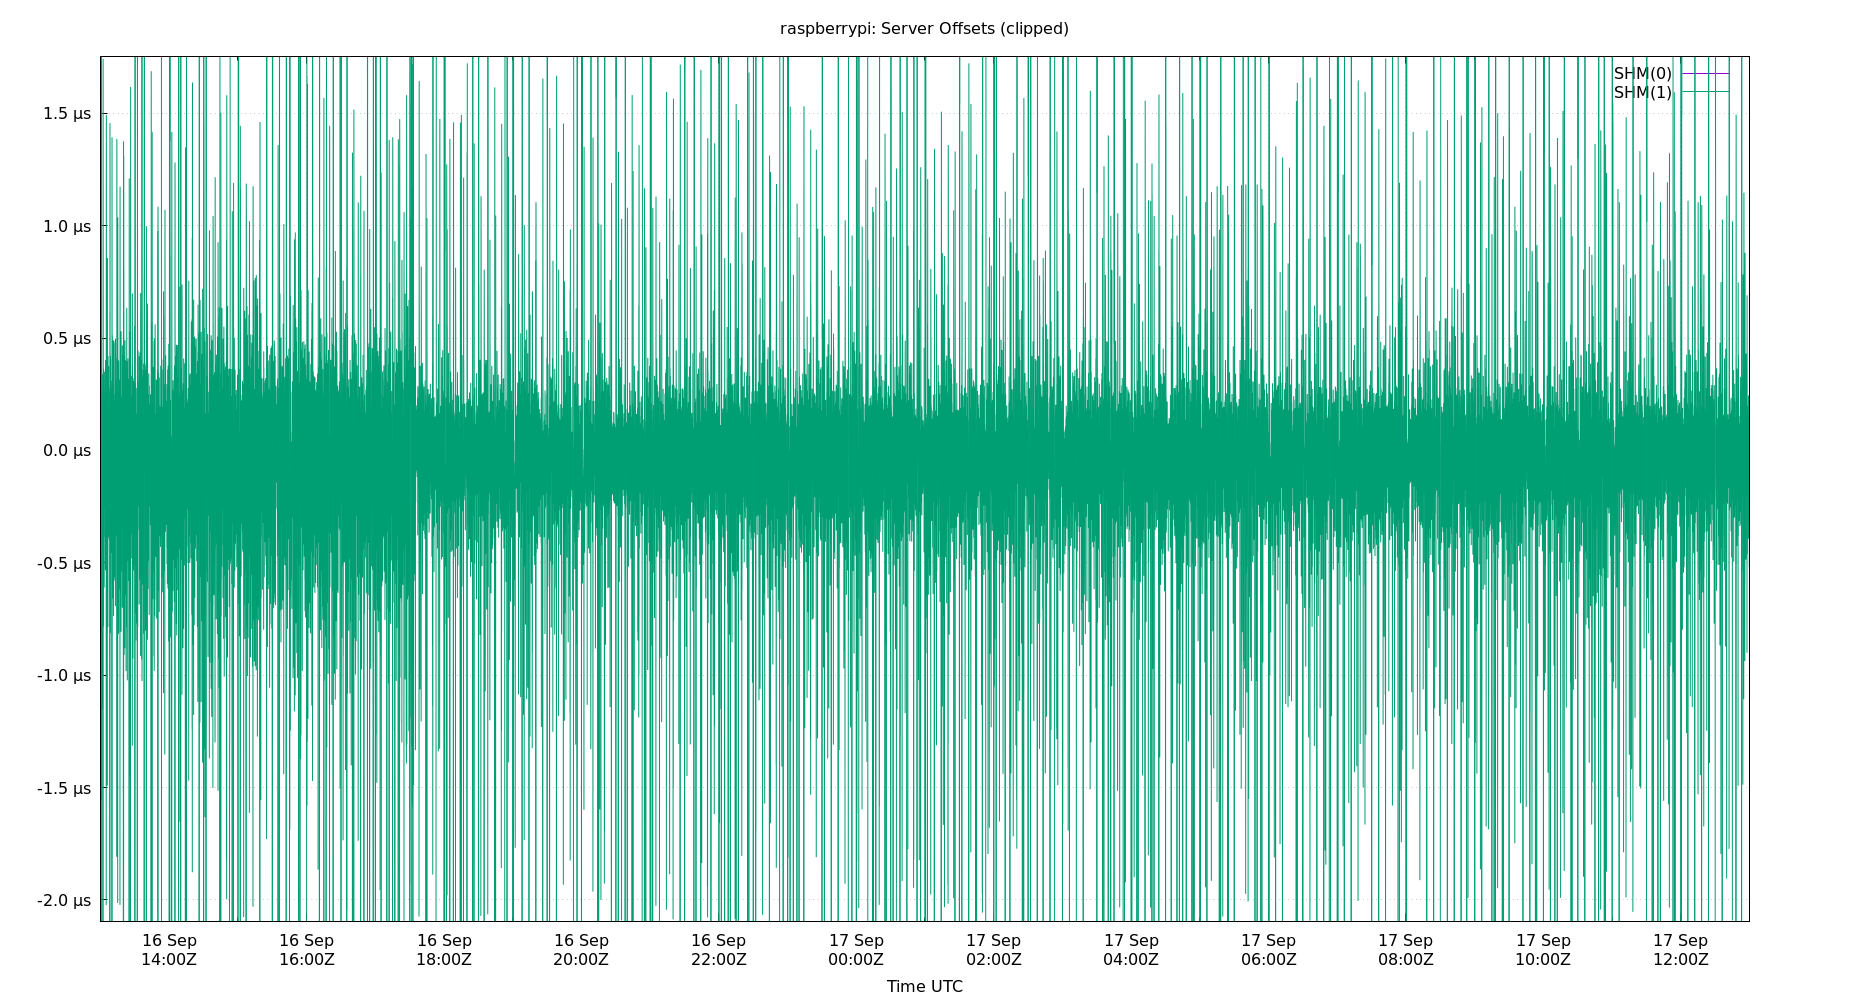 raspberrypi: Server Offsets (clipped)
SHM(0)
SHM(1)
1.5 µs
1.0 µs
0.5 µs
0.0 µs
-0.5 µs
-1.0 µs
-1.5 µs
-2.0 µs
16 Sep 16 Sep 16 Sep 16 Sep 16 Sep 17 Sep 17 Sep 17 Sep 17 Sep 17 Sep 17 Sep 17 Sep
14:00Z 16:00Z 18:00Z 20:00Z 22:00Z 00:00Z 02:00Z 04:00Z 06:00Z 08:00Z 10:00Z 12:00Z
Time UTC